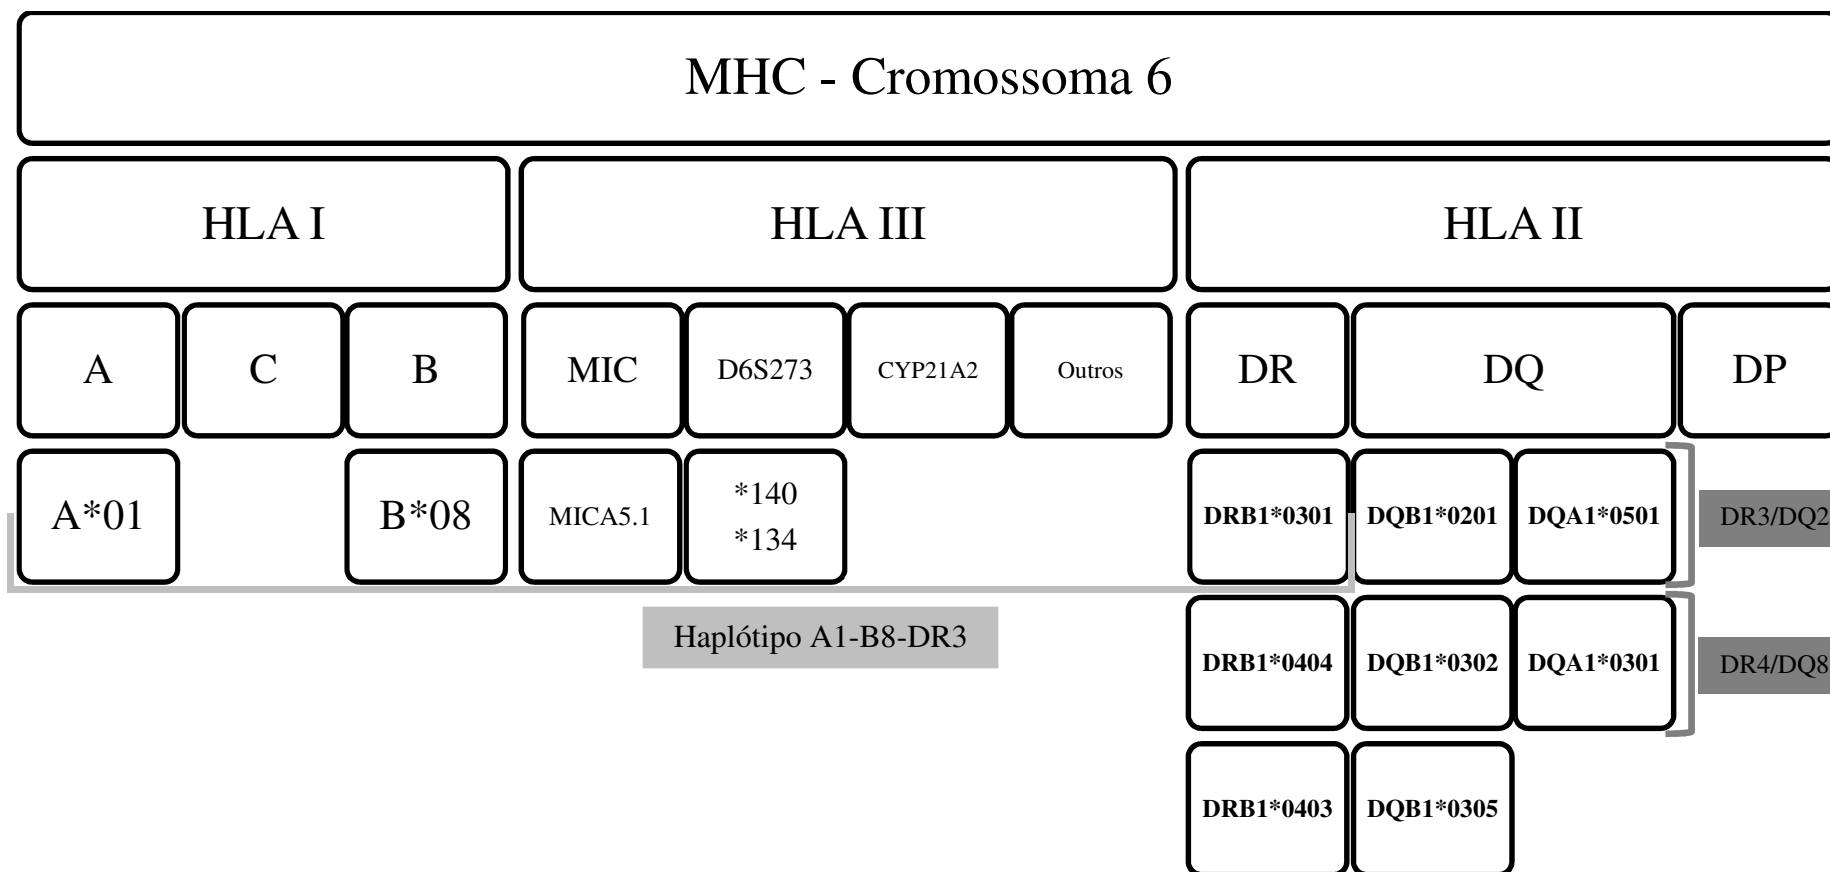 MHC - Cromossoma 6
HLA I
HLA III
HLA II
A
C
B
MIC
D6S273
CYP21A2
Outros
DR
DQ
DP
A*01
B*08
MICA5.1
*140
*134
DRB1*0301
DQB1*0201
DQA1*0501
DR3/DQ2
Haplótipo A1-B8-DR3
DRB1*0404
DQB1*0302
DQA1*0301
DR4/DQ8
DRB1*0403
DQB1*0305